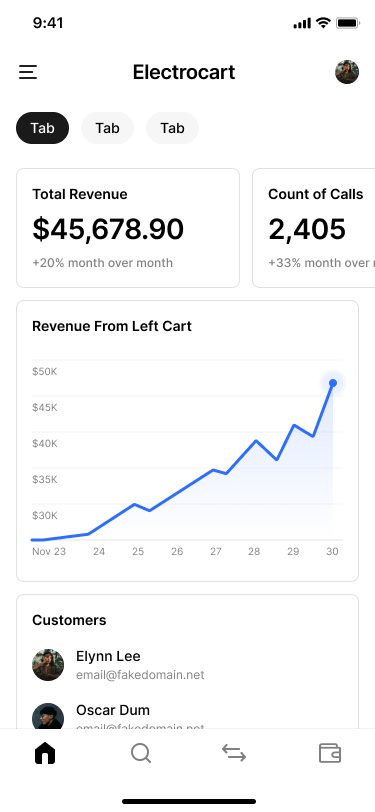 9:41
Electrocart
Tab Tab Tab
Total Revenue
$45,678.90
+20% month over month
Count of Calls
2,405
+33% month over
Revenue From Left Cart
$50K
$45K
$40K
$35K
$30K
Nov 23 24 25 26 27 28 29 30
Customers
Elynn Lee
email@fakedomain.net
Oscar Dum
email@fakedomain.net